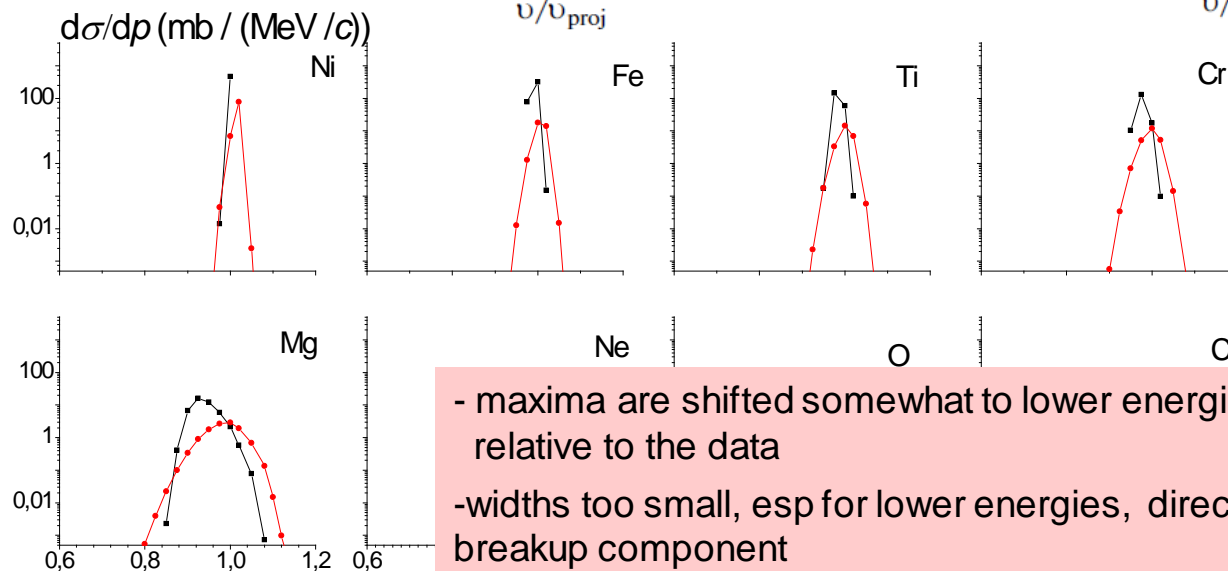 υ/υproj
υ/
dσ/dp (mb / (MeV /c))
Ni
Fe
Ti
Cr
100
1
0,01
Mg
Ne
O
100
1
0,01
0,6 0,8 1,0 1,2 0,6
- maxima are shifted somewhat to lower
relative to the data
-widths too small, esp for lower energies,
breakup component